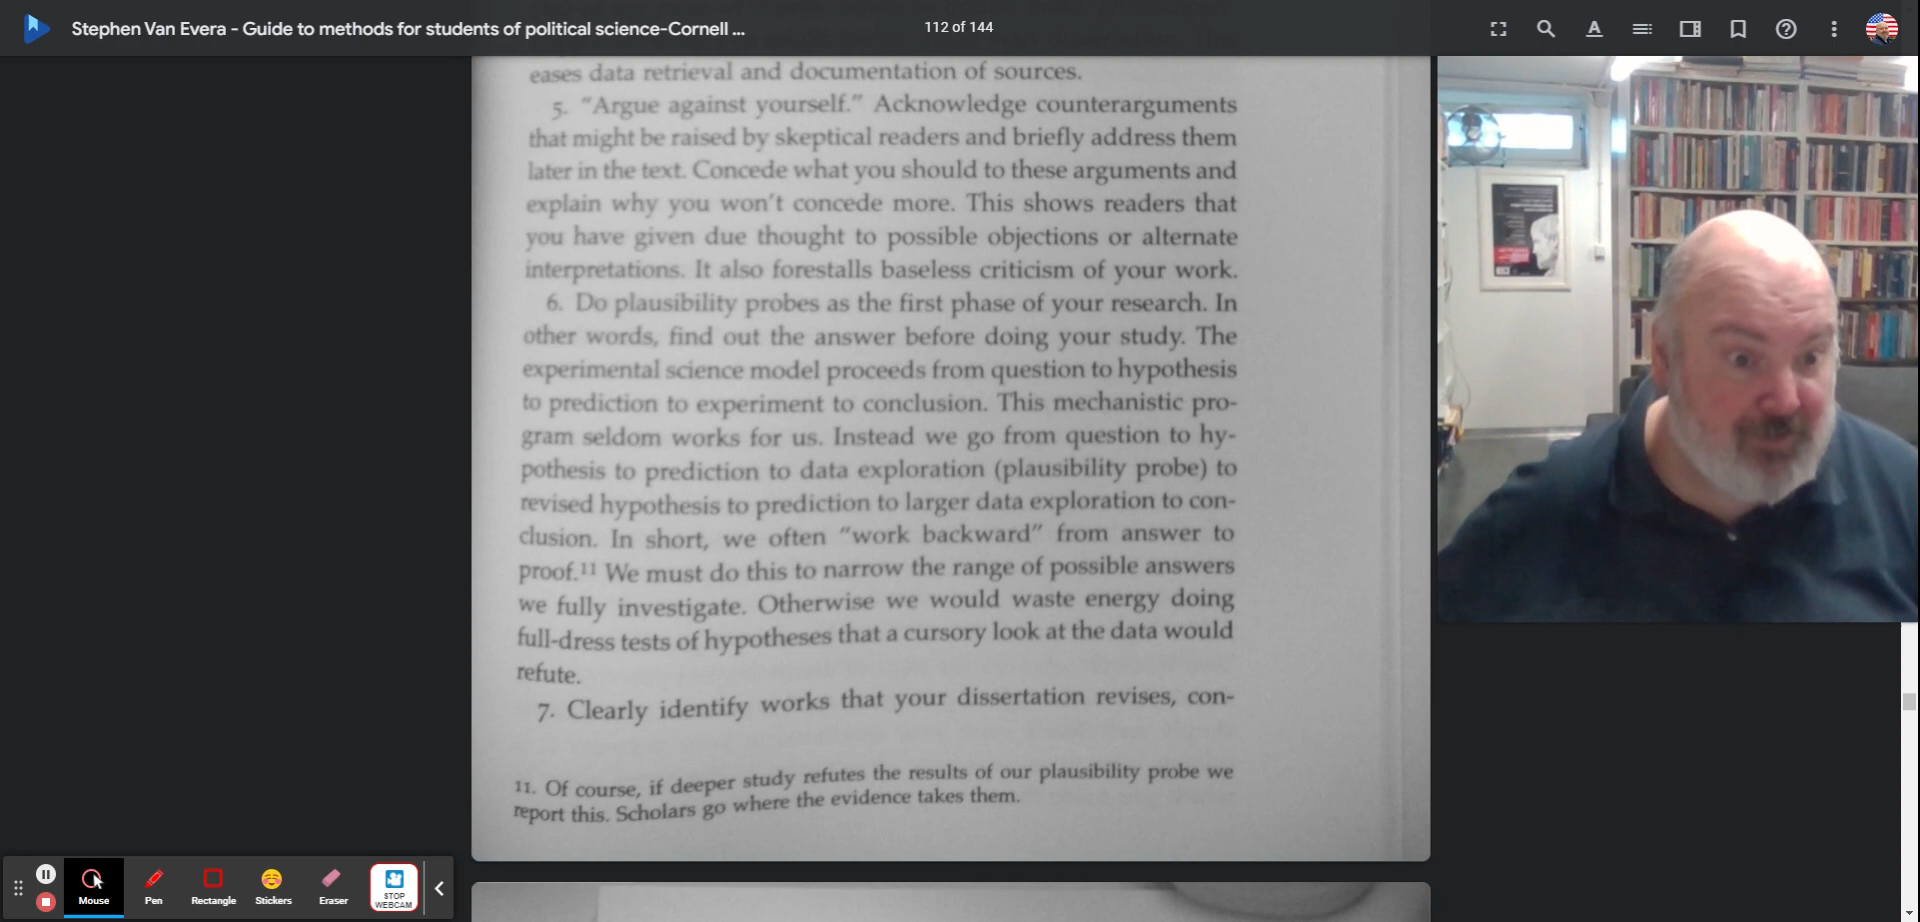 Stephen Van Evera - Guide to methods for students of political science-Cornell ...
112 of 144
eases data retrieval and documentation of sources.
5. “Argue against yourself.” Acknowledge counterarguments
that might be raised by skeptical readers and briefly address them
later in the text. Concede what you should to these arguments and
explain why you won’t concede more. This shows readers that
you have given due thought to possible objections or alternate
interpretations. It also forestalls baseless criticism of your work.
6. Do plausibility probes as the first phase of your research. In
other words, find out the answer before doing your study. The
experimental science model proceeds from question to hypothesis
to prediction to experiment to conclusion. This mechanistic pro-
gram seldom works for us. Instead we go from question to hy-
pothesis to prediction to data exploration (plausibility probe) to
revised hypothesis to prediction to larger data exploration to con-
clusion. In short, we often “work backward” from answer to
proof.11 We must do this to narrow the range of possible answers
we fully investigate. Otherwise we would waste energy doing
full-dress tests of hypotheses that a cursory look at the data would
refute.
7. Clearly identify works that your dissertation revises, con-
11. Of course, if deeper study refutes the results of our plausibility probe we
report this. Scholars go where the evidence takes them.
Mouse
Pen
Rectangle
Stickers
Eraser
STOP
WEBCAM